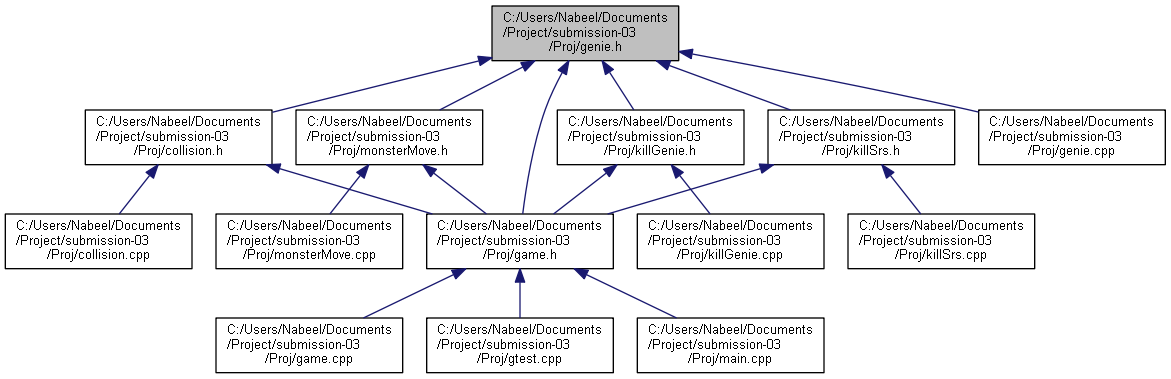 C:/Users/Nabeel/Documents
/Project/submission-03
/Proj/genie.h
C:/Users/Nabeel/Documents
/Project/submission-03
/Proj/collision.h
C:/Users/Nabeel/Documents
/Project/submission-03
/Proj/monsterMove.h
C:/Users/Nabeel/Documents
/Project/submission-03
/Proj/killGenie.h
C:/Users/Nabeel/Documents
/Project/submission-03
/Proj/killSrs.h
C:/Users/Nabeel/Documents
/Project/submission-03
/Proj/genie.cpp
C:/Users/Nabeel/Documents
/Project/submission-03
/Proj/collision.cpp
C:/Users/Nabeel/Documents
/Project/submission-03
/Proj/monsterMove.cpp
C:/Users/Nabeel/Documents
/Project/submission-03
/Proj/game.h
C:/Users/Nabeel/Documents
/Project/submission-03
/Proj/killGenie.cpp
C:/Users/Nabeel/Documents
/Project/submission-03
/Proj/killSrs.cpp
C:/Users/Nabeel/Documents
/Project/submission-03
/Proj/game.cpp
C:/Users/Nabeel/Documents
/Project/submission-03
/Proj/gtest.cpp
C:/Users/Nabeel/Documents
/Project/submission-03
/Proj/main.cpp